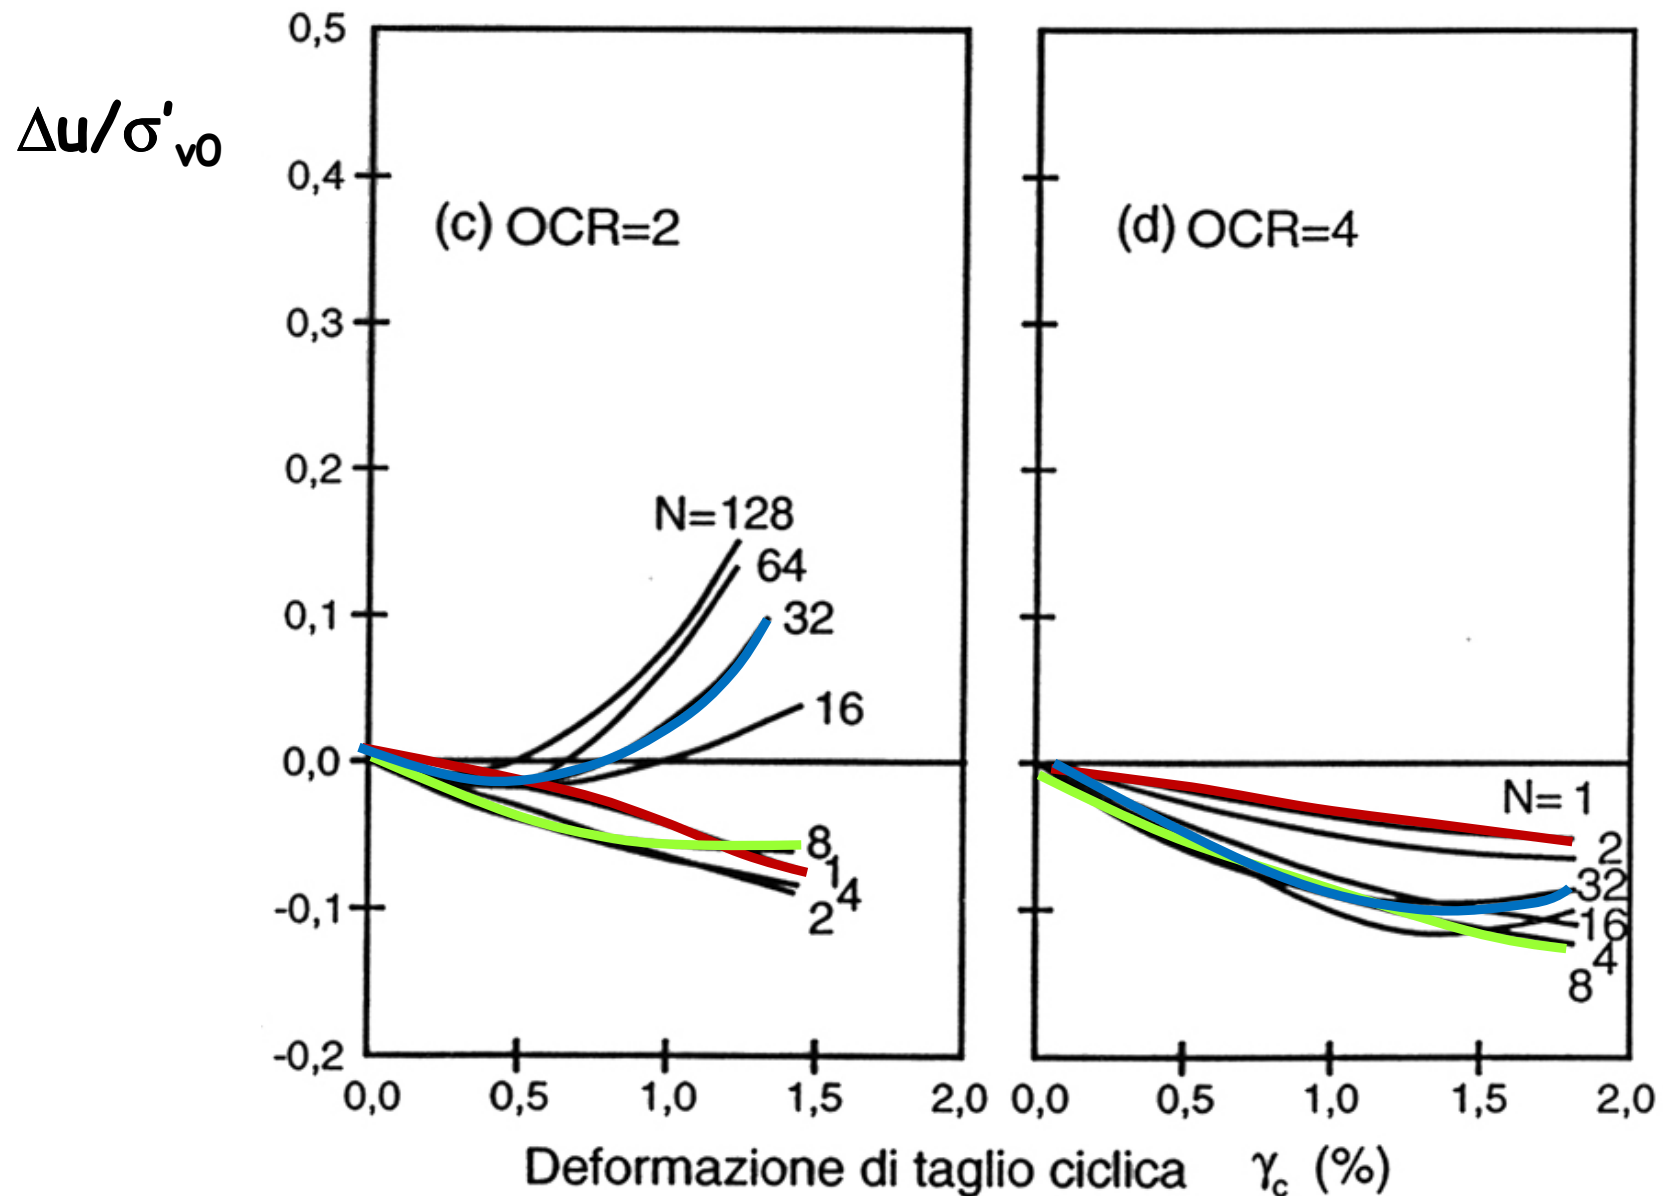 Δu/σ'v0
0,5
0,4
0,3
0,2
0,1
0,0
-0,1
-0,2
(c) OCR=2
N=128
64
32
16
8
1
4
2
0,0 0,5 1,0 1,5 2,0
(d) OCR=4
N= 1
2
32
16
4
8
0,0 0,5 1,0 1,5 2,0
Deformazione di taglio ciclica γc (%)